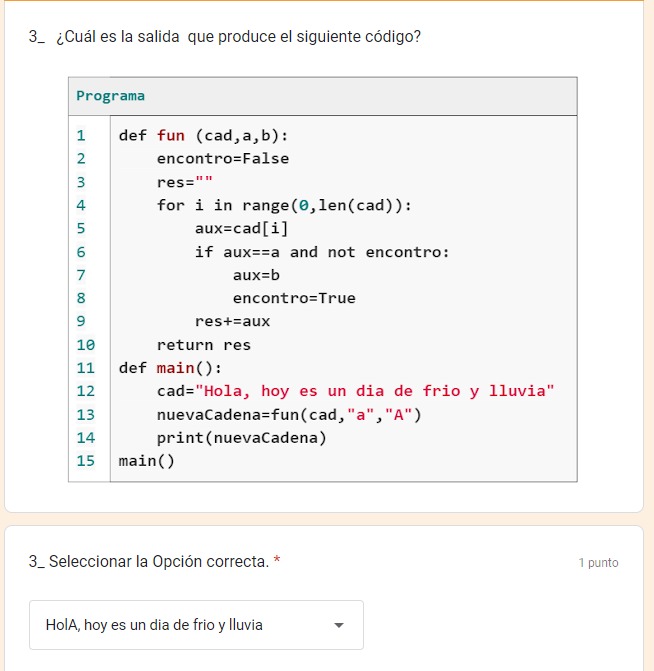 3_ ¿Cuál es la salida que produce el siguiente código?
Programa
1 def fun (cad,a,b):
2     encontro=False
3     res=""
4     for i in range(0,len(cad)):
5         aux=cad[i]
6         if aux==a and not encontro:
7             aux=b
8             encontro=True
9         res+=aux
10     return res
11 def main():
12     cad="Hola, hoy es un dia de frio y lluvia"
13     nuevaCadena=fun(cad,"a","A")
14     print(nuevaCadena)
15 main()
3_ Seleccionar la Opción correcta. *
1 punto
HolA, hoy es un dia de frio y lluvia